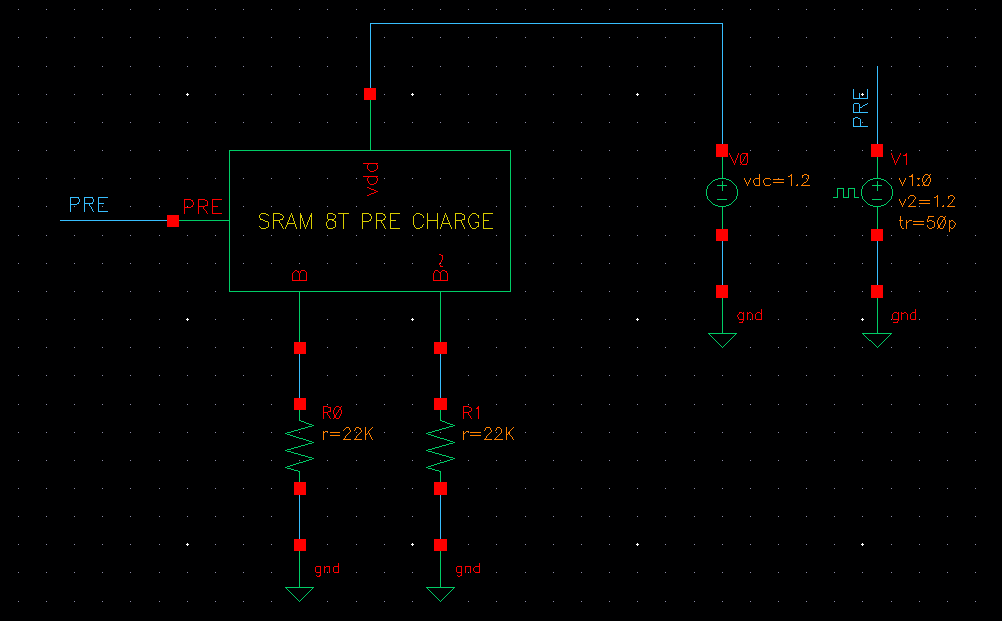 PRE
PRE
vdd
SRAM 8T PRE CHARGE
B
B~
V0
vdc=1.2
gnd
PRE
V1
v1:0
v2=1.2
tr=50p
gnd
R0
r=22K
gnd
R1
r=22K
gnd